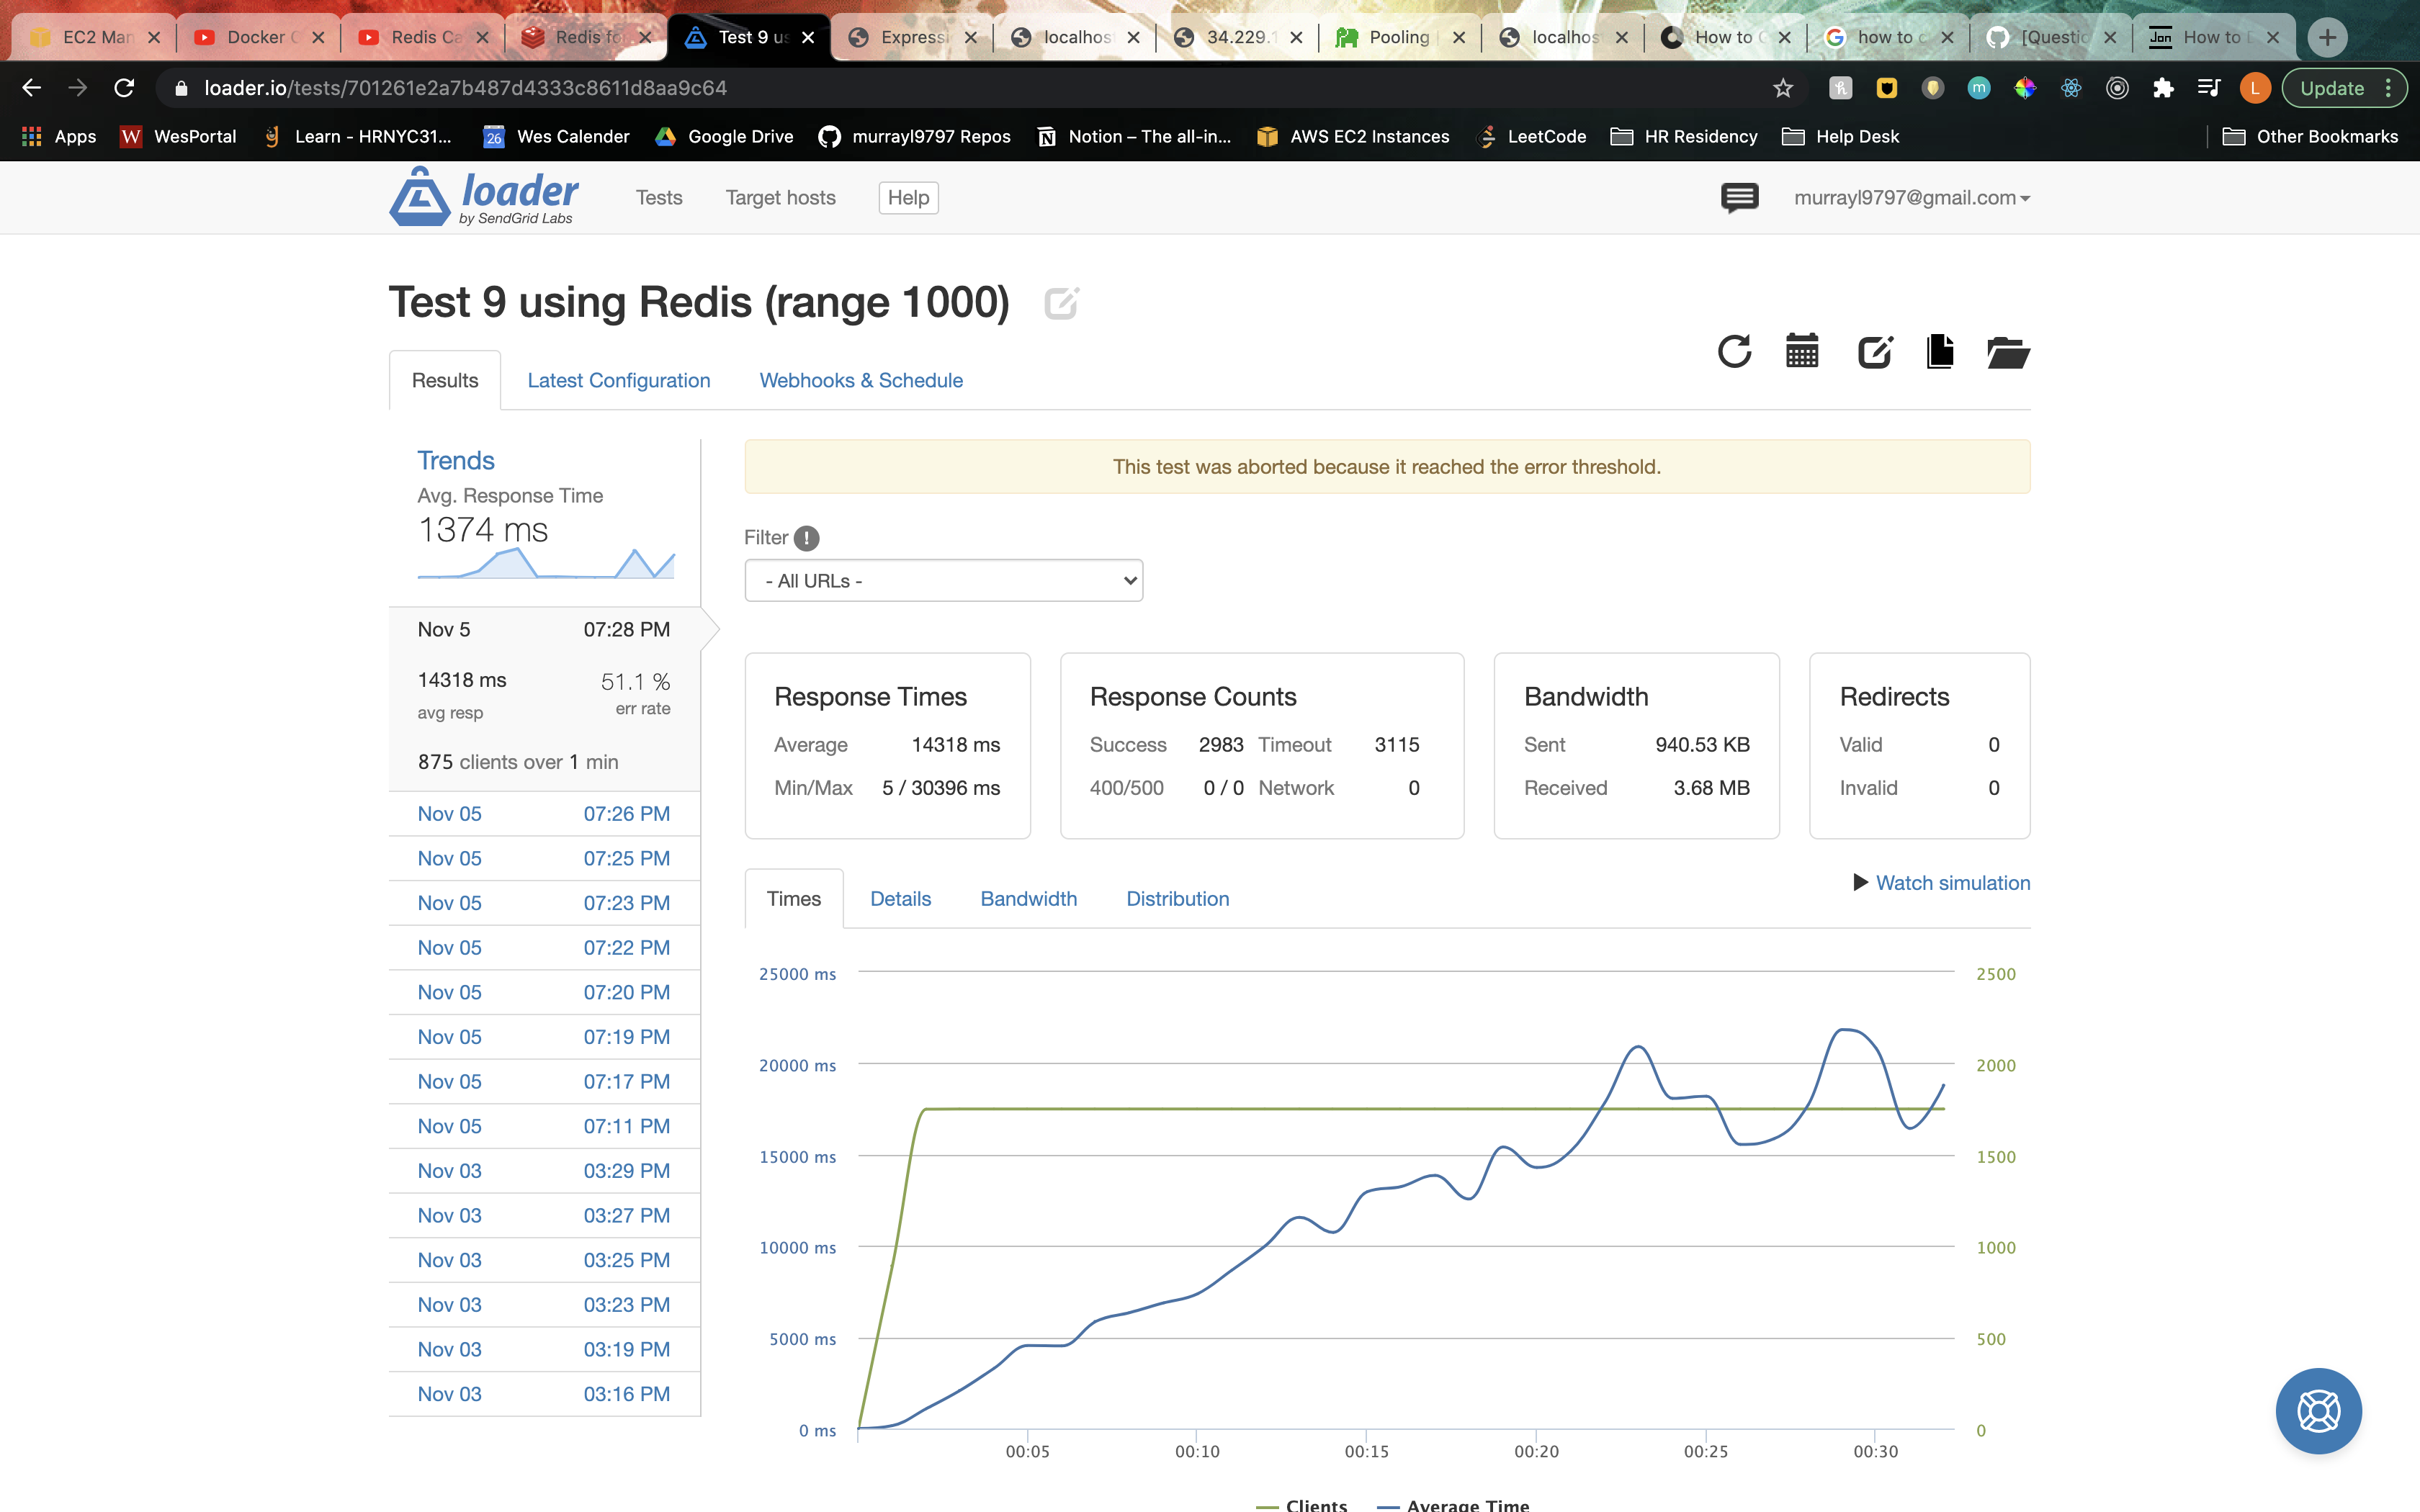 EC2 Man
Docker C
Redis Ca
Redis fo
Test 9 us
Express
localhos
34.229.1
Pooling
localhos
How to C
how to c
[Questic
How to D
loader.io/tests/701261e2a7b487d4333c8611d8aa9c64
L
Update
Apps
WesPortal
Learn - HRNYC31...
26
Wes Calender
Google Drive
murrayl9797 Repos
Notion – The all-in...
AWS EC2 Instances
LeetCode
HR Residency
Help Desk
Other Bookmarks
loader
by SendGrid Labs
Tests
Target hosts
Help
murrayl9797@gmail.com
Test 9 using Redis (range 1000)
Results
Latest Configuration
Webhooks & Schedule
Trends
Avg. Response Time
1374 ms
Nov 5 07:28 PM
14318 ms 51.1 %
avg resp err rate
875 clients over 1 min
Nov 05 07:26 PM
Nov 05 07:25 PM
Nov 05 07:23 PM
Nov 05 07:22 PM
Nov 05 07:20 PM
Nov 05 07:19 PM
Nov 05 07:17 PM
Nov 05 07:11 PM
Nov 03 03:29 PM
Nov 03 03:27 PM
Nov 03 03:25 PM
Nov 03 03:23 PM
Nov 03 03:19 PM
Nov 03 03:16 PM
This test was aborted because it reached the error threshold.
Filter
- All URLs -
Response Times
Average 14318 ms
Min/Max 5 / 30396 ms
Response Counts
Success 2983 Timeout 3115
400/500 0 / 0 Network 0
Bandwidth
Sent 940.53 KB
Received 3.68 MB
Redirects
Valid 0
Invalid 0
Times
Details
Bandwidth
Distribution
Watch simulation
25000 ms 2500
20000 ms 2000
15000 ms 1500
10000 ms 1000
5000 ms 500
0 ms 0
00:05 00:10 00:15 00:20 00:25 00:30
Clients Average Time